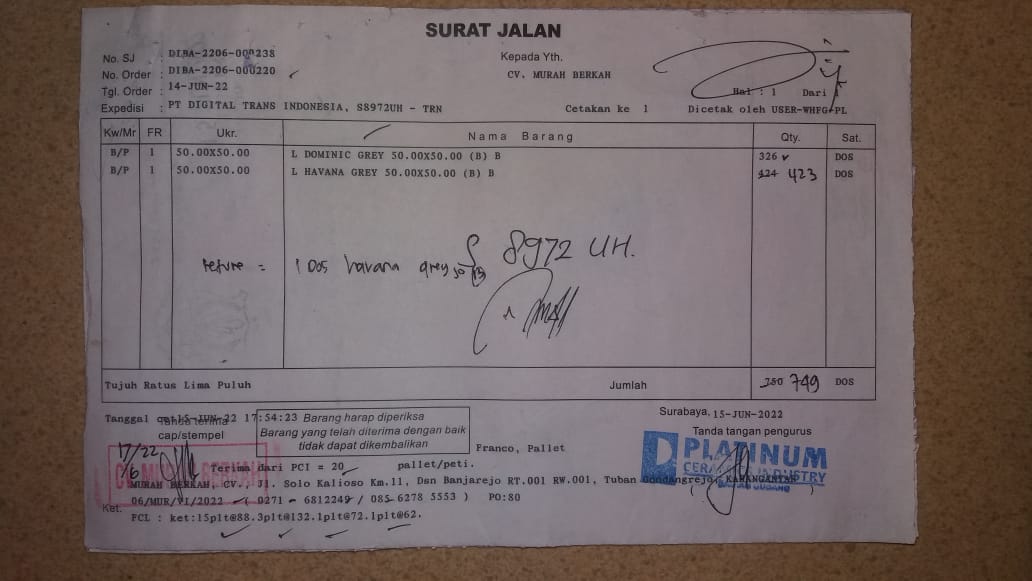 SURAT JALAN
No. SJ : DIBA-2206-000238
No. Order : DIBA-2206-000220
Tgl. Order : 14-JUN-22
Expedisi : PT DIGITAL TRANS INDONESIA, S8972UH - TRN
Kepada Yth.
CV. MURAH BERKAH
Hal : 1 Dari 1
Cetakan ke 1 Dicetak oleh USER-WHFG-PL
Kw/Mr FR Ukr. Nama Barang Qty. Sat.
B/P 1 50.00X50.00 L DOMINIC GREY 50.00X50.00 (B) B 326 DOS
B/P 1 50.00X50.00 L HAVANA GREY 50.00X50.00 (B) B 424 423 DOS
S 8972 UH.
reture = 1 Dos havana grey 50 B
Tujuh Ratus Lima Puluh Jumlah 750 749 DOS
Tanggal cet15-JUN-22 17:54:23
Tanda terima
cap/stempel
Barang harap diperiksa
Barang yang telah diterima dengan baik
tidak dapat dikembalikan
Franco, Pallet
Surabaya, 15-JUN-2022
Tanda tangan pengurus
PLATINUM
CERAMICS INDUSTRY
17/22
/6
CV. MURAH BERKAH
Terima dari PCI = 20 pallet/peti.
MURAH BERKAH, CV., Jl. Solo Kalioso Km.11, Dsn Banjarejo RT.001 RW.001, Tuban Gondangrejo, KARANGANYAR
06/MUR/VI/2022 ( 0271 - 6812249 / 085-6278 5553 ) PO:80
Ket.
PCL : ket:15plt@88.3plt@132.1plt@72.1plt@62.